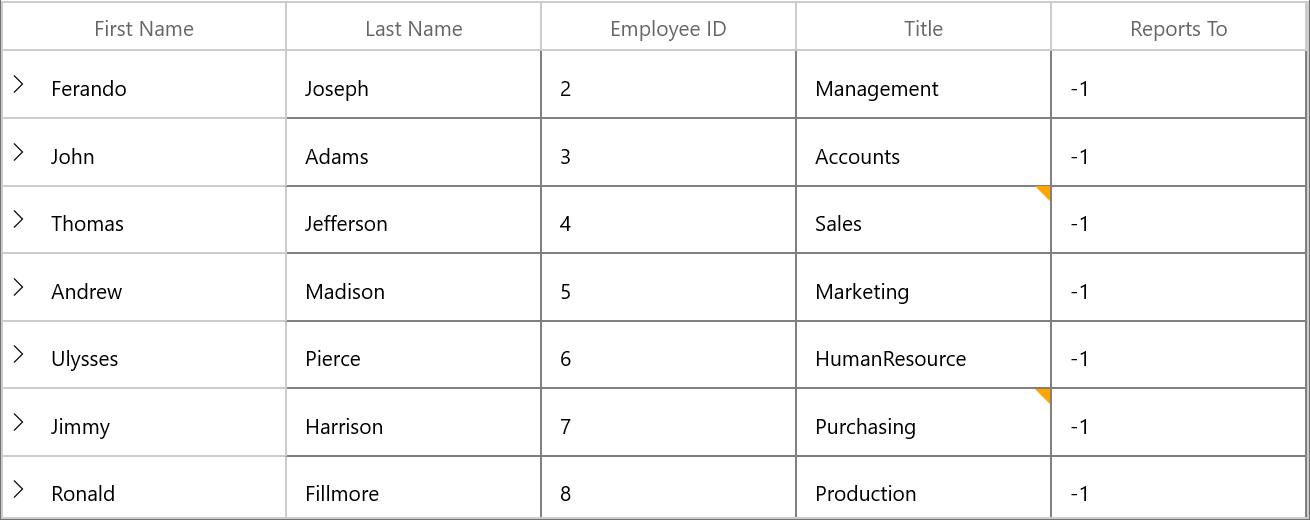 First Name Last Name Employee ID Title Reports To
Ferando Joseph 2 Management -1
John Adams 3 Accounts -1
Thomas Jefferson 4 Sales -1
Andrew Madison 5 Marketing -1
Ulysses Pierce 6 HumanResource -1
Jimmy Harrison 7 Purchasing -1
Ronald Fillmore 8 Production -1